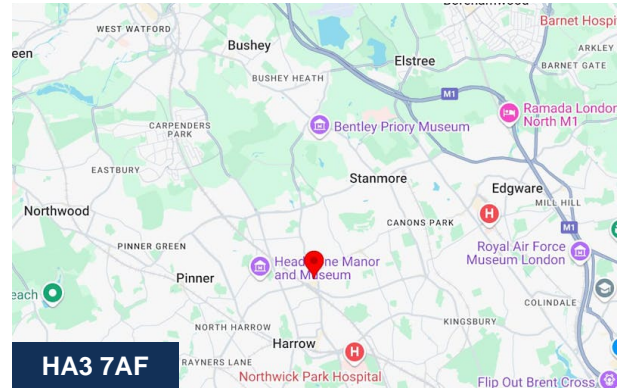 Borehamwood
Barnet Hospi
WEST WATFORD
een
Bushey
ARKLEY
Elstree
BARNET GATE
BUSHEY HEATH
M1
Ramada London
North M1
CARPENDERS
PARK
Bentley Priory Museum
EASTBURY
Stanmore
Edgware
H
MILL HILL
Northwood
CANONS PARK
M1
PINNER GREEN
Royal Air Force
Museum London
Head ne Manor
and Museum
Pinner
each
COLINDALE
NORTH HARROW
KINGSBURY
Harrow
H
HA3 7AF
RAYNERS LANE
Northwick Park Hospital
Flip Out Brent Cross